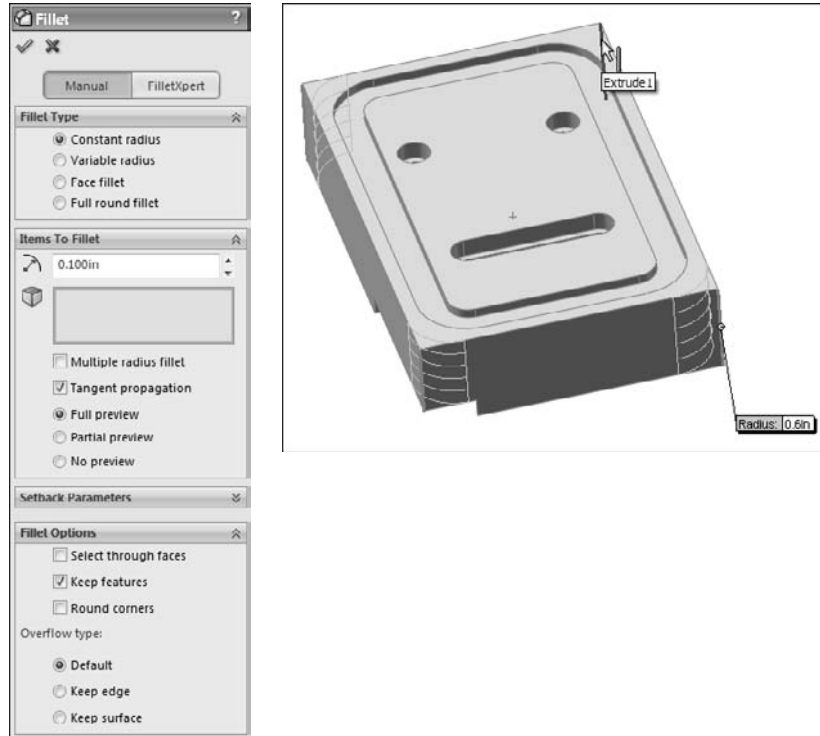 Fillet ?
Manual FilletXpert
Fillet Type
Constant radius
Variable radius
Face fillet
Full round fillet
Items To Fillet
0.100in
Multiple radius fillet
Tangent propagation
Full preview
Partial preview
No preview
Setback Parameters
Fillet Options
Select through faces
Keep features
Round corners
Overflow type:
Default
Keep edge
Keep surface
Extrude1
Radius: 0.6in